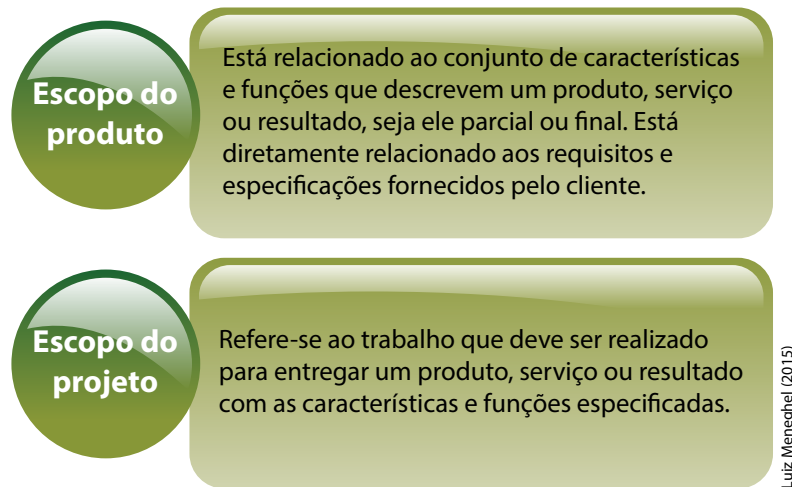 Escopo do
produto
Está relacionado ao conjunto de características
e funções que descrevem um produto, serviço
ou resultado, seja ele parcial ou final. Está
diretamente relacionado aos requisitos e
especificações fornecidos pelo cliente.
Escopo do
projeto
Refere-se ao trabalho que deve ser realizado
para entregar um produto, serviço ou resultado
com as características e funções especificadas.
Luiz Meneghel (2015)